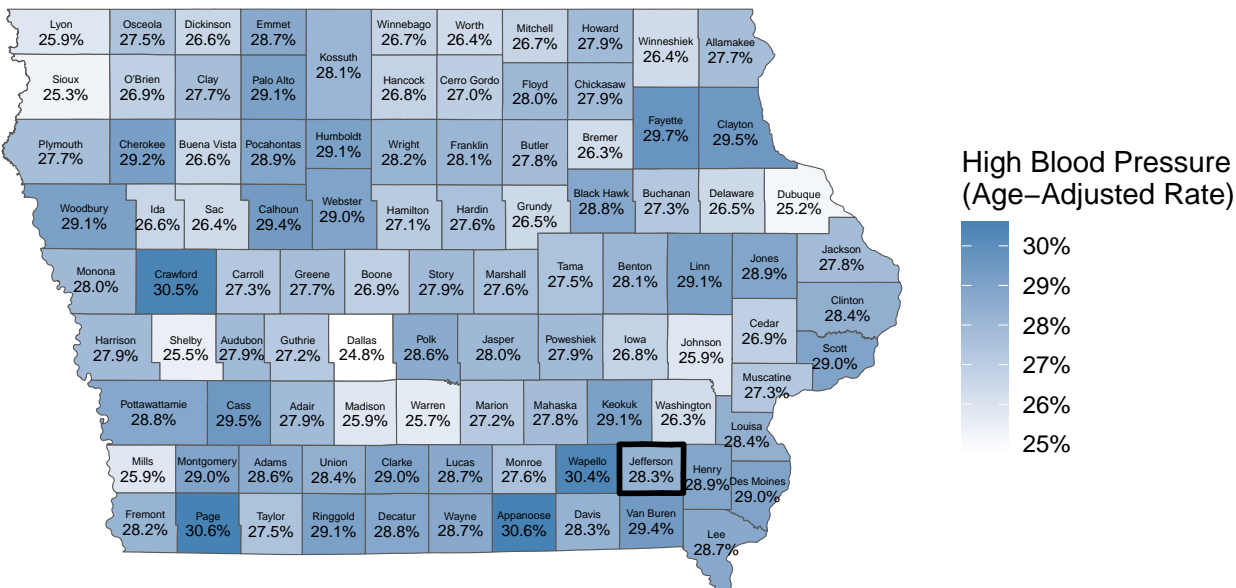 Lyon
25.9%
Osceola
27.5%
Dickinson
26.6%
Emmet
28.7%
Kossuth
28.1%
Winnebago
26.7%
Worth
26.4%
Mitchell
26.7%
Howard
27.9%
Winneshiek
26.4%
Allamakee
27.7%
Sioux
25.3%
O'Brien
26.9%
Clay
27.7%
Palo Alto
29.1%
Hancock
26.8%
Cerro Gordo
27.0%
Floyd
28.0%
Chickasaw
27.9%
Fayette
29.7%
Clayton
29.5%
Plymouth
27.7%
Cherokee
29.2%
Buena Vista
26.6%
Pocahontas
28.9%
Humboldt
29.1%
Wright
28.2%
Franklin
28.1%
Butler
27.8%
Bremer
26.3%
Woodbury
29.1%
Ida
26.6%
Sac
26.4%
Calhoun
29.4%
Webster
29.0%
Hamilton
27.1%
Hardin
27.6%
Grundy
26.5%
Black Hawk
28.8%
Buchanan
27.3%
Delaware
26.5%
Dubuque
25.2%
Monona
28.0%
Crawford
30.5%
Carroll
27.3%
Greene
27.7%
Boone
26.9%
Story
27.9%
Marshall
27.6%
Tama
27.5%
Benton
28.1%
Linn
29.1%
Jones
28.9%
Jackson
27.8%
Clinton
28.4%
Harrison
27.9%
Shelby
25.5%
Audubon
27.9%
Guthrie
27.2%
Dallas
24.8%
Polk
28.6%
Jasper
28.0%
Poweshiek
27.9%
Iowa
26.8%
Johnson
25.9%
Cedar
26.9%
Scott
29.0%
Muscatine
27.3%
Pottawattamie
28.8%
Cass
29.5%
Adair
27.9%
Madison
25.9%
Warren
25.7%
Marion
27.2%
Mahaska
27.8%
Keokuk
29.1%
Washington
26.3%
Louisa
28.4%
Mills
25.9%
Montgomery
29.0%
Adams
28.6%
Union
28.4%
Clarke
29.0%
Lucas
28.7%
Monroe
27.6%
Wapello
30.4%
Jefferson
28.3%
Henry
28.9%
Des Moines
29.0%
Fremont
28.2%
Page
30.6%
Taylor
27.5%
Ringgold
29.1%
Decatur
28.8%
Wayne
28.7%
Appanoose
30.6%
Davis
28.3%
Van Buren
29.4%
Lee
28.7%
High Blood Pressure
(Age−Adjusted Rate)
30%
29%
28%
27%
26%
25%